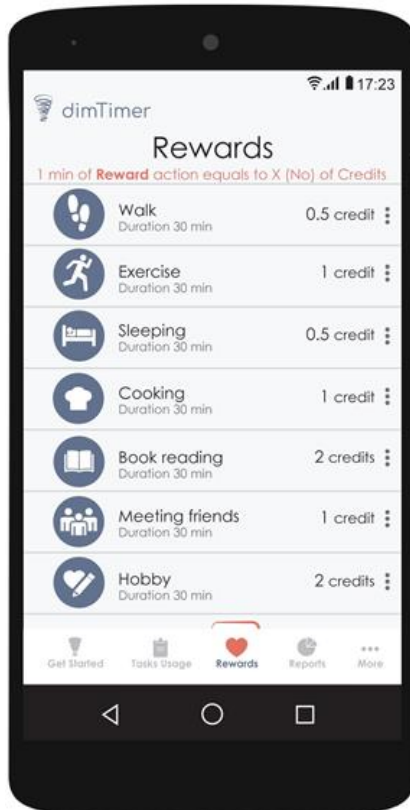 17:23
dimTimer
Rewards
1 min of Reward action equals to X (No) of Credits
Walk
Duration 30 min
0.5 credit
Exercise
Duration 30 min
1 credit
Sleeping
Duration 30 min
0.5 credit
Cooking
Duration 30 min
1 credit
Book reading
Duration 30 min
2 credits
Meeting friends
Duration 30 min
1 credit
Hobby
Duration 30 min
2 credits
Get Started
Tasks Usage
Rewards
Reports
More